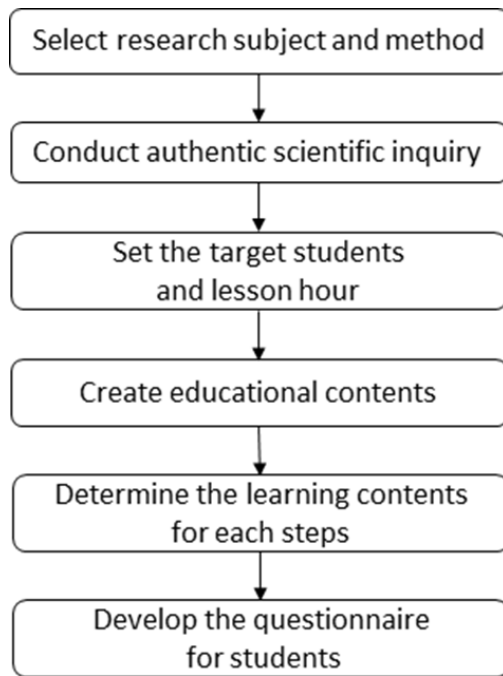 Select research subject and method
Conduct authentic scientific inquiry
Set the target students
and lesson hour
Create educational contents
Determine the learning contents
for each steps
Develop the questionnaire
for students